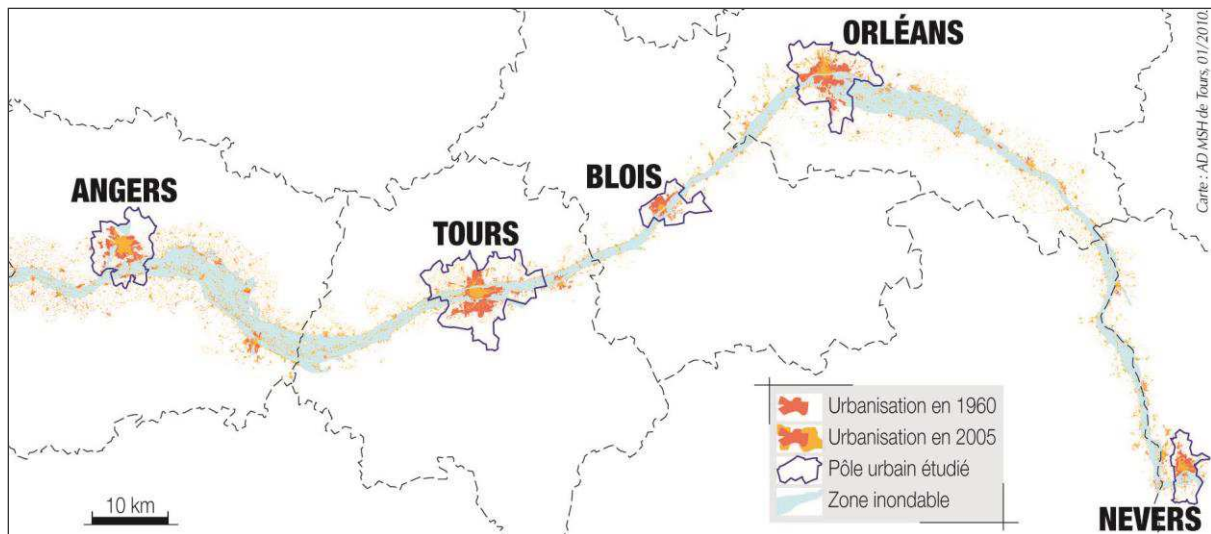 ORLÉANS
BLOIS
ANGERS
TOURS
NEVERS
Urbanisation en 1960
Urbanisation en 2005
Pôle urbain étudié
Zone inondable
10 km
Carte : AD MSH de Tours, 01/2010.